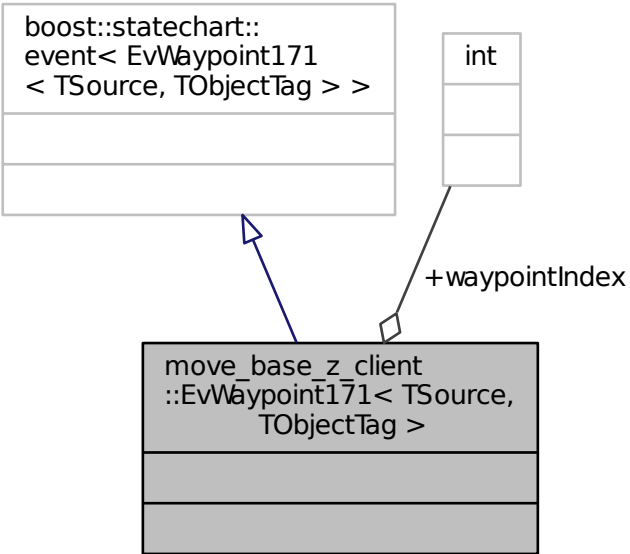 boost::statechart::
event< EvWaypoint171
< TSource, TObjectTag > >
int
+waypointIndex
move_base_z_client
::EvWaypoint171< TSource,
TObjectTag >